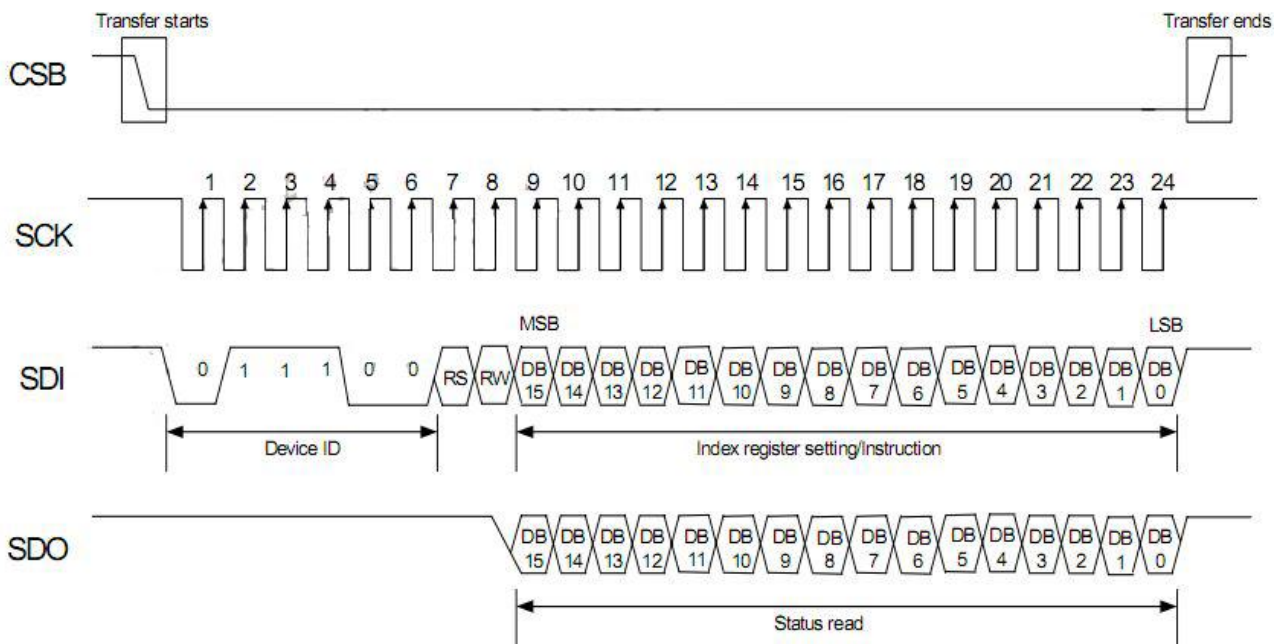 Transfer starts Transfer ends
CSB
1 2 3 4 5 6 7 8 9 10 11 12 13 14 15 16 17 18 19 20 21 22 23 24
SCK
MSB LSB
SDI
0 1 1 1 0 0 RS RW DB 15 DB 14 DB 13 DB 12 DB 11 DB 10 DB 9 DB 8 DB 7 DB 6 DB 5 DB 4 DB 3 DB 2 DB 1 DB 0
Device ID Index register setting/Instruction
SDO
DB 15 DB 14 DB 13 DB 12 DB 11 DB 10 DB 9 DB 8 DB 7 DB 6 DB 5 DB 4 DB 3 DB 2 DB 1 DB 0
Status read